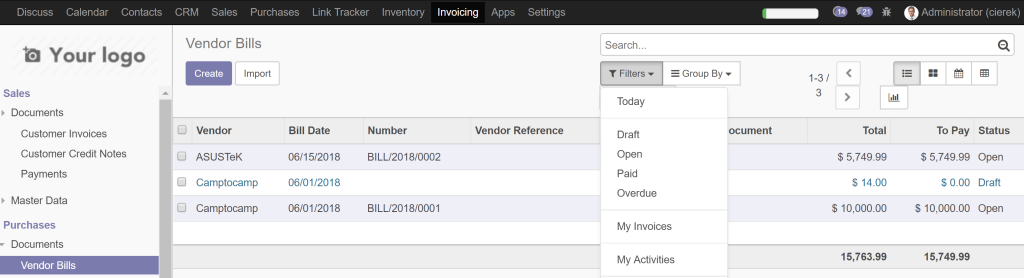 Discuss Calendar Contacts CRM Sales Purchases Link Tracker Inventory Invoicing Apps Settings 14 21 Administrator (cierek)
Your logo
Vendor Bills
Search...
Create Import
Filters Group By
1-3 / 3
Sales
Documents
Customer Invoices
Customer Credit Notes
Payments
Master Data
Purchases
Documents
Vendor Bills
Today
Draft
Open
Paid
Overdue
My Invoices
My Activities
Vendor Bill Date Number Vendor Reference ocument Total To Pay Status
ASUSTeK 06/15/2018 BILL/2018/0002 $ 5,749.99 $ 5,749.99 Open
Camptocamp 06/01/2018 $ 14.00 $ 0.00 Draft
Camptocamp 06/01/2018 BILL/2018/0001 $ 10,000.00 $ 10,000.00 Open
15,763.99 15,749.99